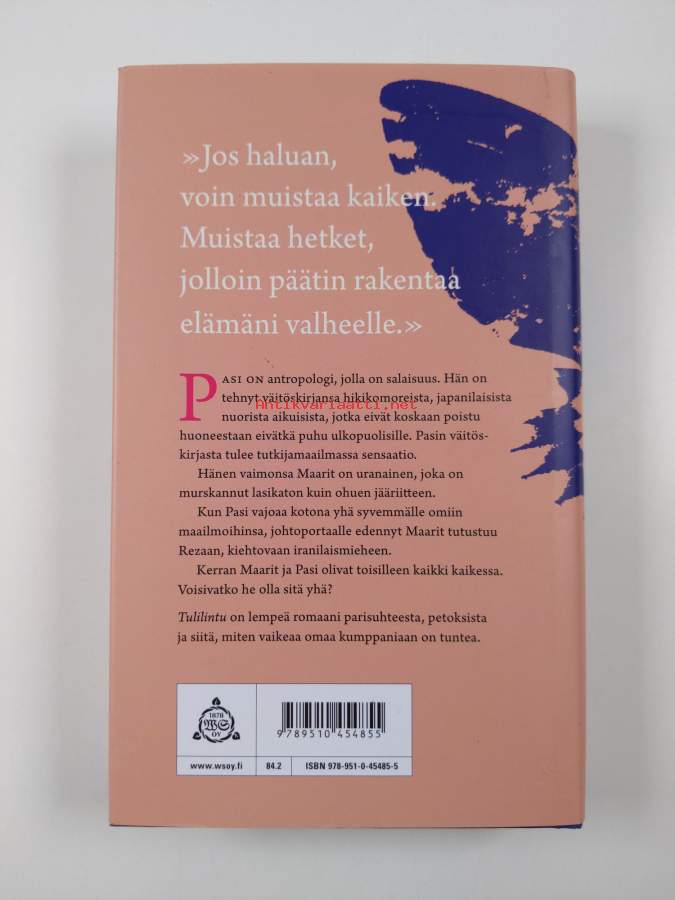 »Jos haluan,
voin muistaa kaiken.
Muistaa hetket,
jolloin päätin rakentaa
elämäni valheelle.»
PASI ON antropologi, jolla on salaisuus. Hän on
tehnyt väitöskirjansa hikikomoreista, japanilaisista
Antikvariaatti.net
nuorista aikuisista, jotka eivät koskaan poistu
huoneestaan eivätkä puhu ulkopuolisille. Pasin väitös-
kirjasta tulee tutkijamaailmassa sensaatio.
Hänen vaimonsa Maarit on uranainen, joka on
murskannut lasikaton kuin ohuen jääriitteen.
Kun Pasi vajoaa kotona yhä syvemmälle omiin
maailmoihinsa, johtoportaalle edennyt Maarit tutustuu
Rezaan, kiehtovaan iranilaismieheen.
Kerran Maarit ja Pasi olivat toisilleen kaikki kaikessa.
Voisivatko he olla sitä yhä?
Tulilintu on lempeä romaani parisuhteesta, petoksista
ja siitä, miten vaikeaa omaa kumppaniaan on tuntea.
1878
WS
OY
9 789510 454855
www.wsoy.fi
84.2
ISBN 978-951-0-45485-5